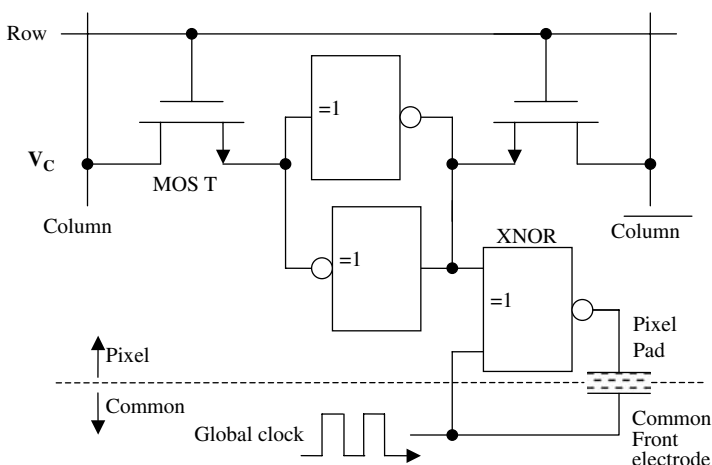 Row
=1
V_C
MOS T
Column
Column
XNOR
=1
=1
Pixel
Pad
Pixel
Common
Global clock
Common
Front
electrode